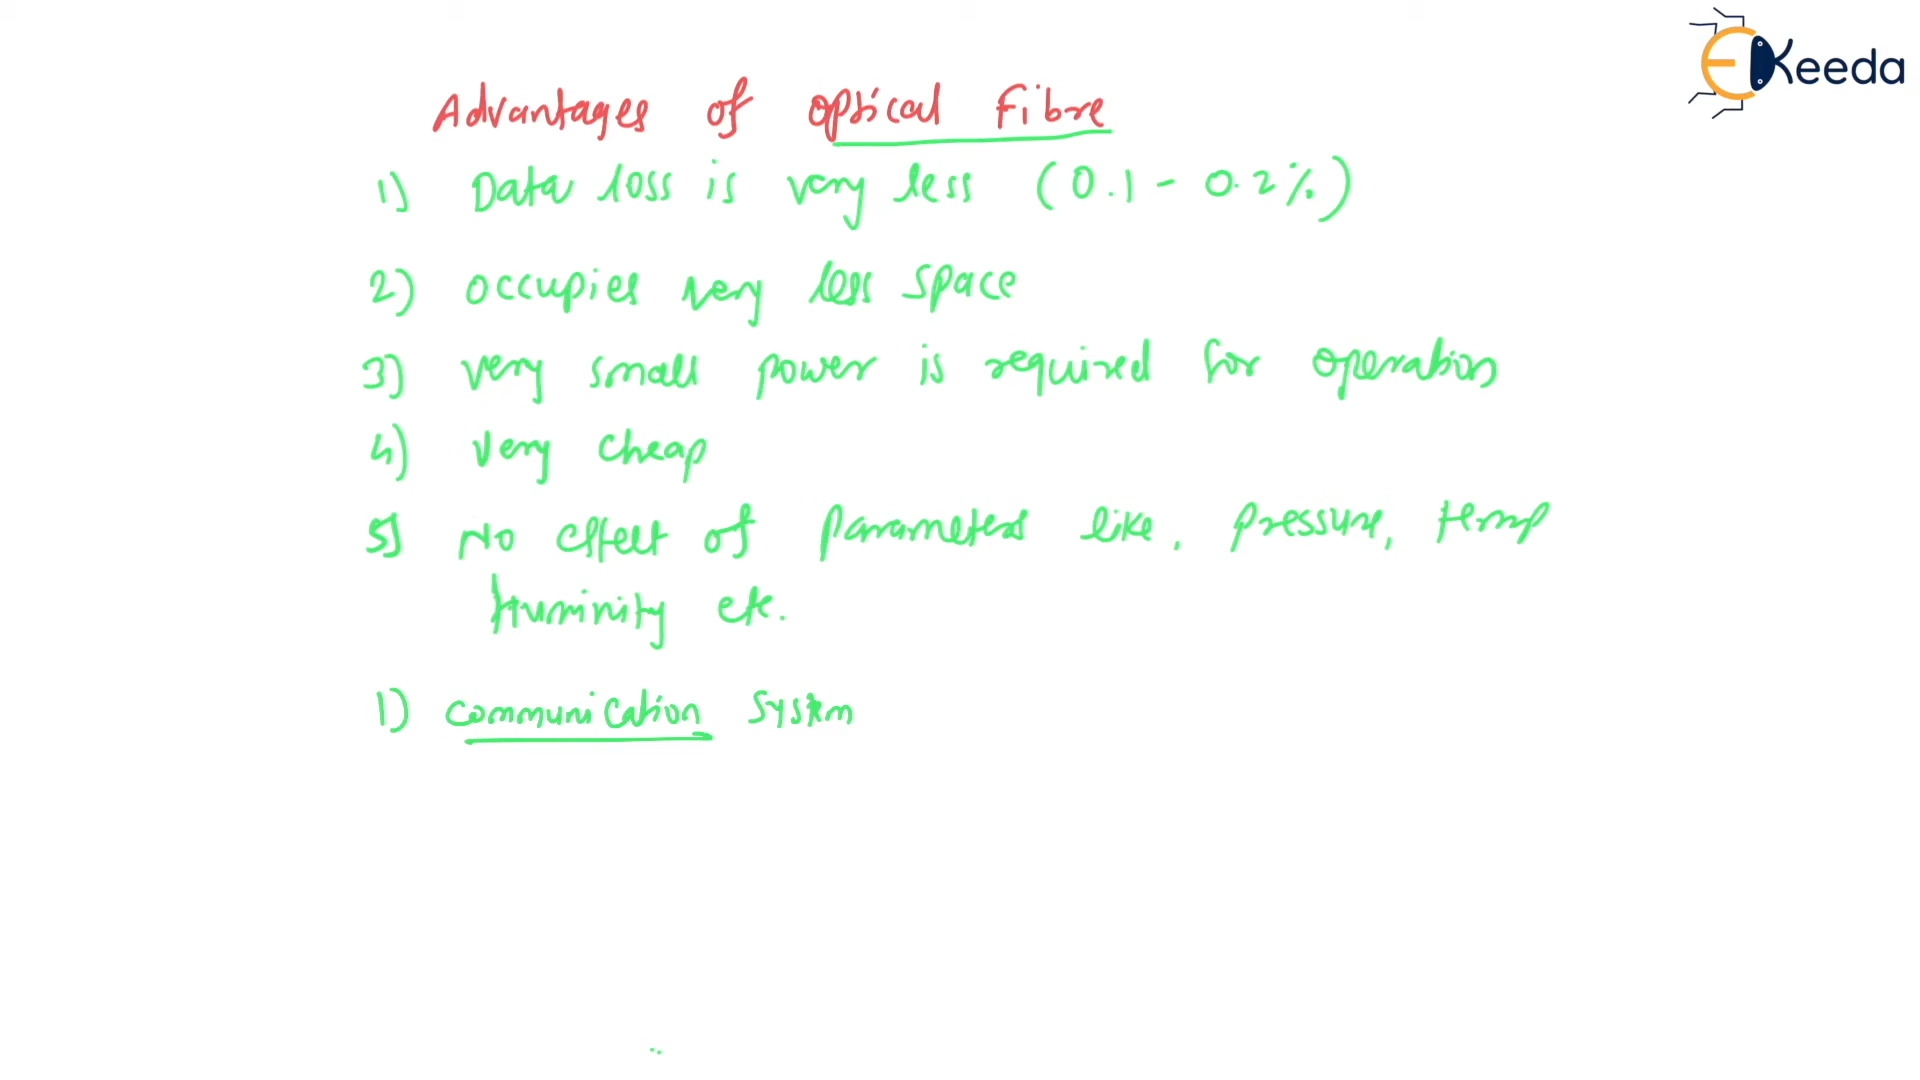 EKeeda
Advantages of optical Fibre
1) Data loss is very less (0.1 - 0.2%)
2) occupies very less space
3) very small power is required for operation
4) very cheap
5) No effect of parameters like, pressure, temp
Huminity etc.
1) communication system